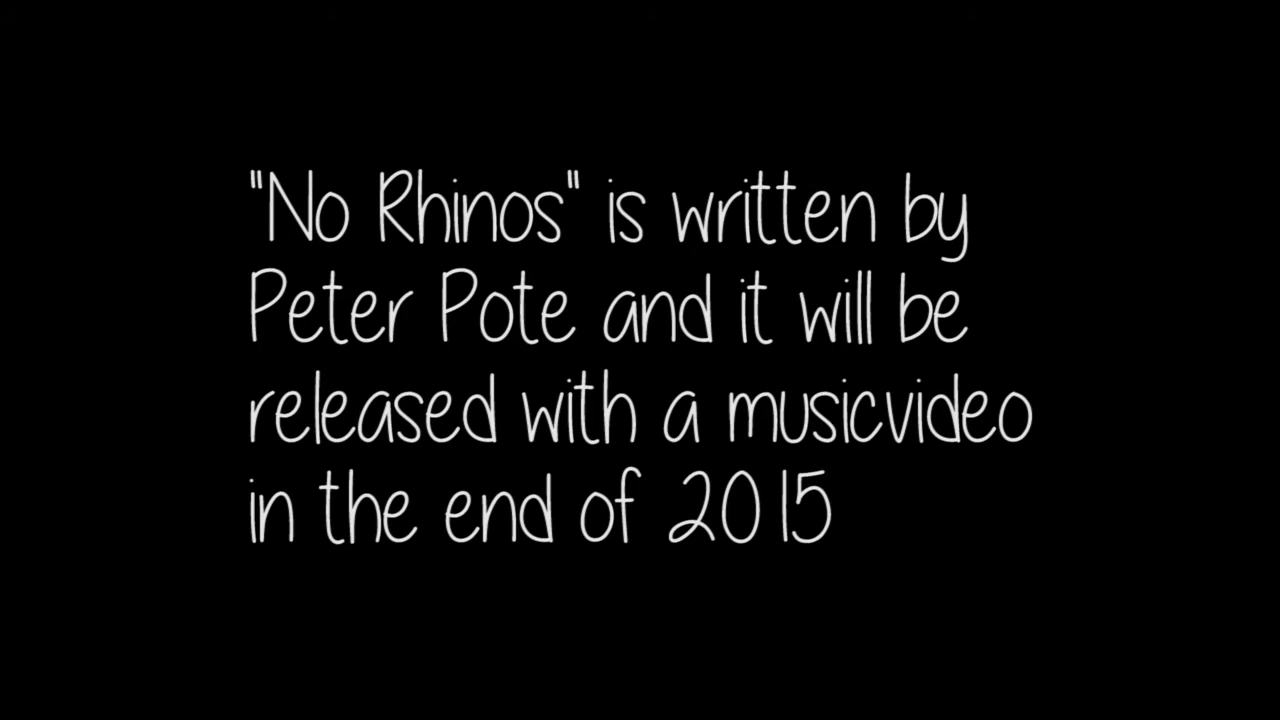 "No Rhinos" is written by
Peter Pote and it will be
released with a musicvideo
in the end of 2015